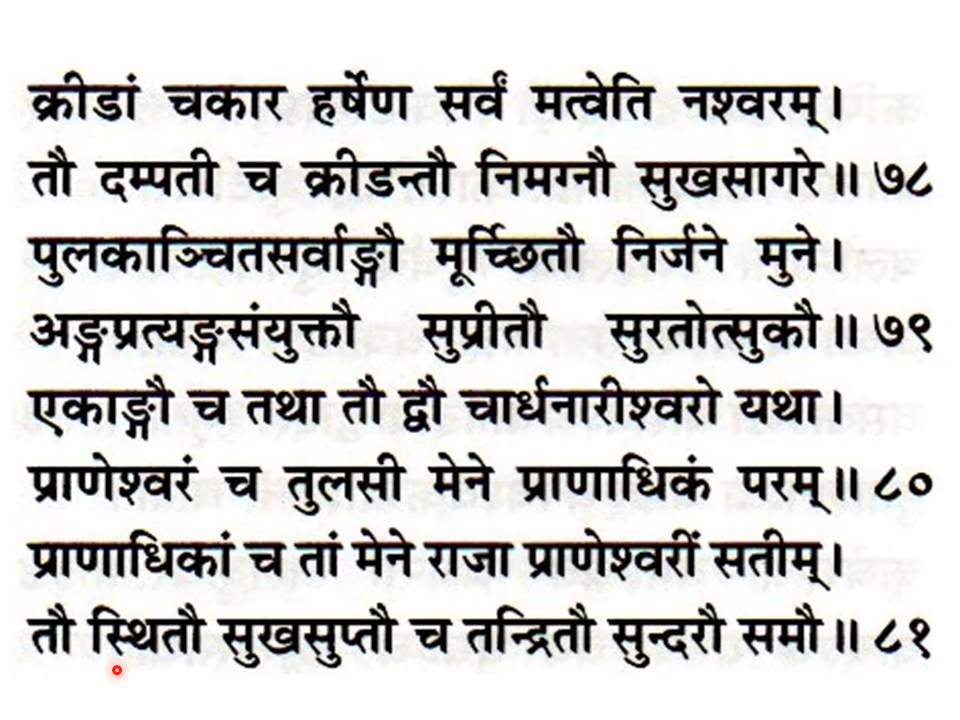 क्रीडां चकार हर्षेण सर्वं मत्वेति नश्वरम्।
तौ दम्पती च क्रीडन्तौ निमग्नौ सुखसागरे॥ ७८
पुलकाञ्चितसर्वाङ्गौ मूर्च्छितौ निर्जने मुने।
अङ्गप्रत्यङ्गसंयुक्तौ सुप्रीतौ सुरतोत्सुकौ॥ ७९
एकाङ्गौ च तथा तौ द्वौ चार्धनारीश्वरो यथा।
प्राणेश्वरं च तुलसी मेने प्राणाधिकं परम्॥ ८०
प्राणाधिकां च तां मेने राजा प्राणेश्वरीं सतीम्।
तौ स्थितौ सुखसुप्तौ च तन्द्रितौ सुन्दरौ समौ॥ ८१